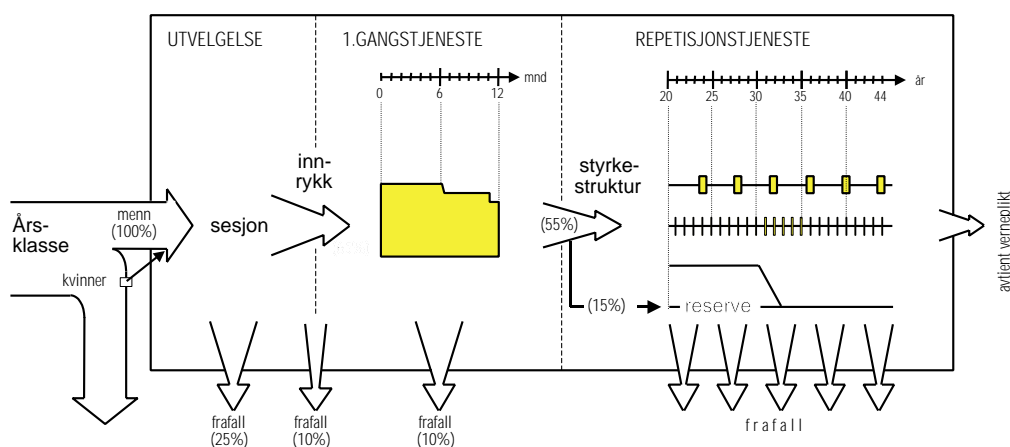 UTVELGELSE
1.GANGSTJENESTE
REPETISJONSTJENESTE
mnd
0 6 12
år
20 25 30 35 40 44
inn-
rykk
styrke-
struktur
Års-
klasse
menn
(100%)
sesjon
(55%)
kvinner
(15%)
reserve
avtient verneplikt
frafall
(25%)
frafall
(10%)
frafall
(10%)
frafall